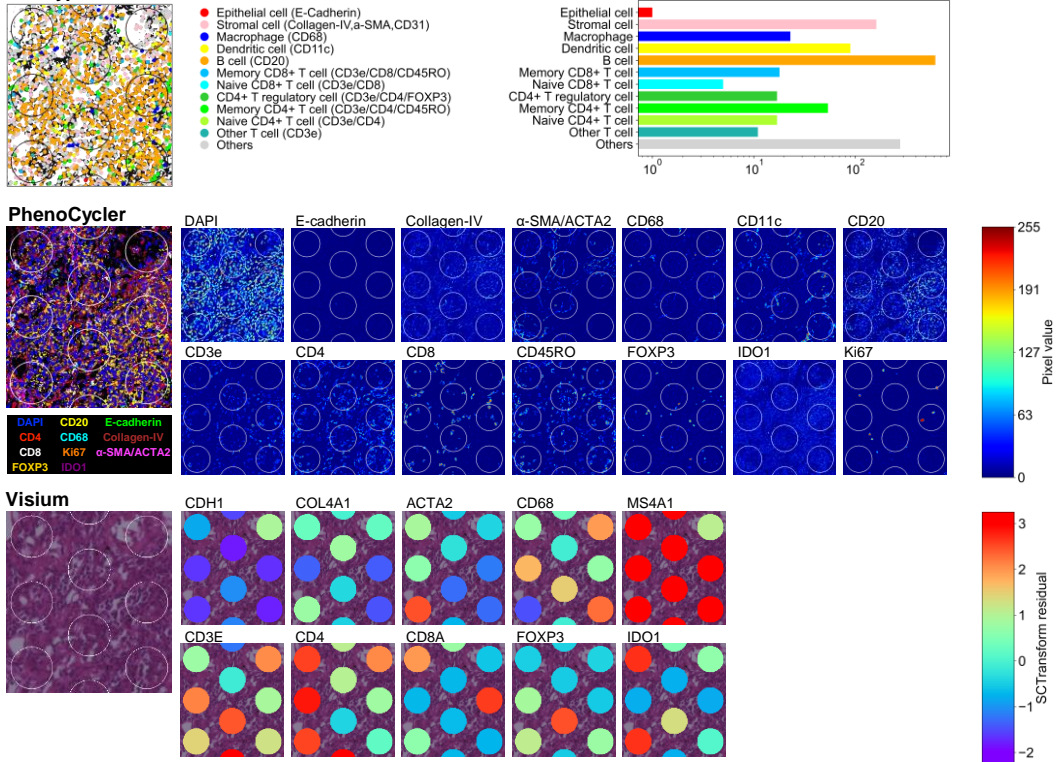 Epithelial cell (E-Cadherin)
Stromal cell (Collagen-IV,a-SMA,CD31)
Macrophage (CD68)
Dendritic cell (CD11c)
B cell (CD20)
Memory CD8+ T cell (CD3e/CD8/CD45RO)
Naive CD8+ T cell (CD3e/CD8)
CD4+ T regulatory cell (CD3e/CD4/FOXP3)
Memory CD4+ T cell (CD3e/CD4/CD45RO)
Naive CD4+ T cell (CD3e/CD4)
Other T cell (CD3e)
Others
Epithelial cell
Stromal cell
Macrophage
Dendritic cell
B cell
Memory CD8+ T cell
Naive CD8+ T cell
CD4+ T regulatory cell
Memory CD4+ T cell
Naive CD4+ T cell
Other T cell
Others
10⁰ 10¹ 10²
PhenoCycler
DAPI E-cadherin Collagen-IV α-SMA/ACTA2 CD68 CD11c CD20
CD3e CD4 CD8 CD45RO FOXP3 IDO1 Ki67
255
191
127
63
0
Pixel value
DAPI CD20 E-cadherin
CD4 CD68 Collagen-IV
CD8 Ki67 α-SMA/ACTA2
FOXP3 IDO1
Visium
CDH1 COL4A1 ACTA2 CD68 MS4A1
CD3E CD4 CD8A FOXP3 IDO1
3
2
1
0
−1
−2
SCTransform residual